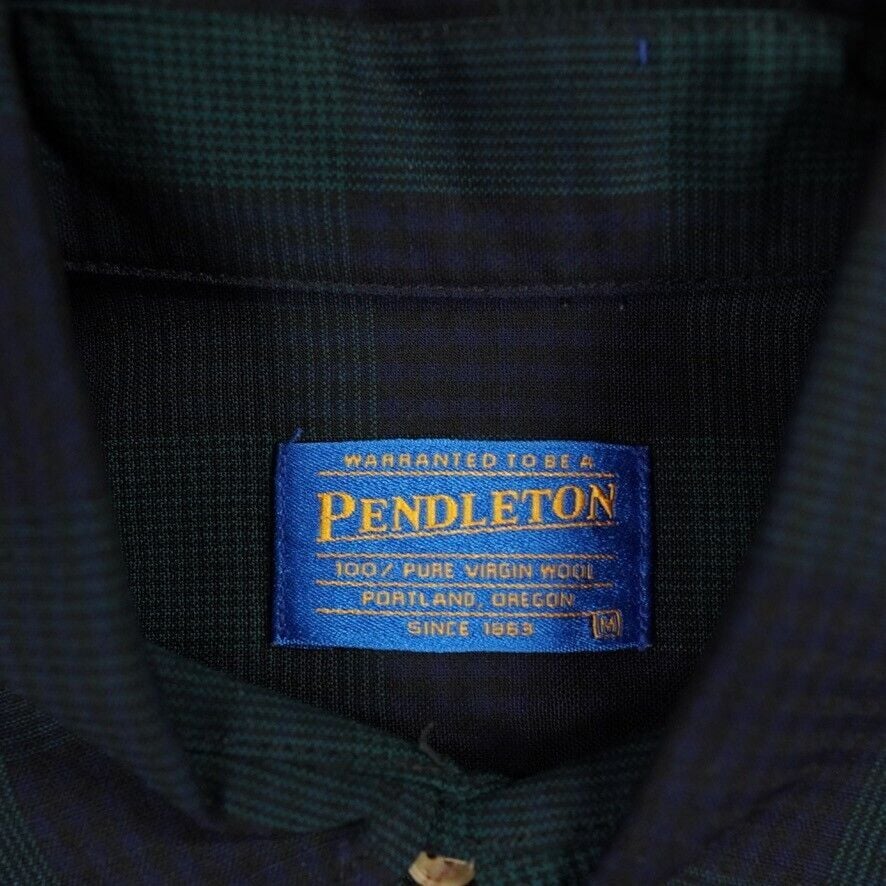 WARRANTED TO BE A
PENDLETON
100% PURE VIRGIN WOOL
PORTLAND, OREGON
SINCE 1863 M